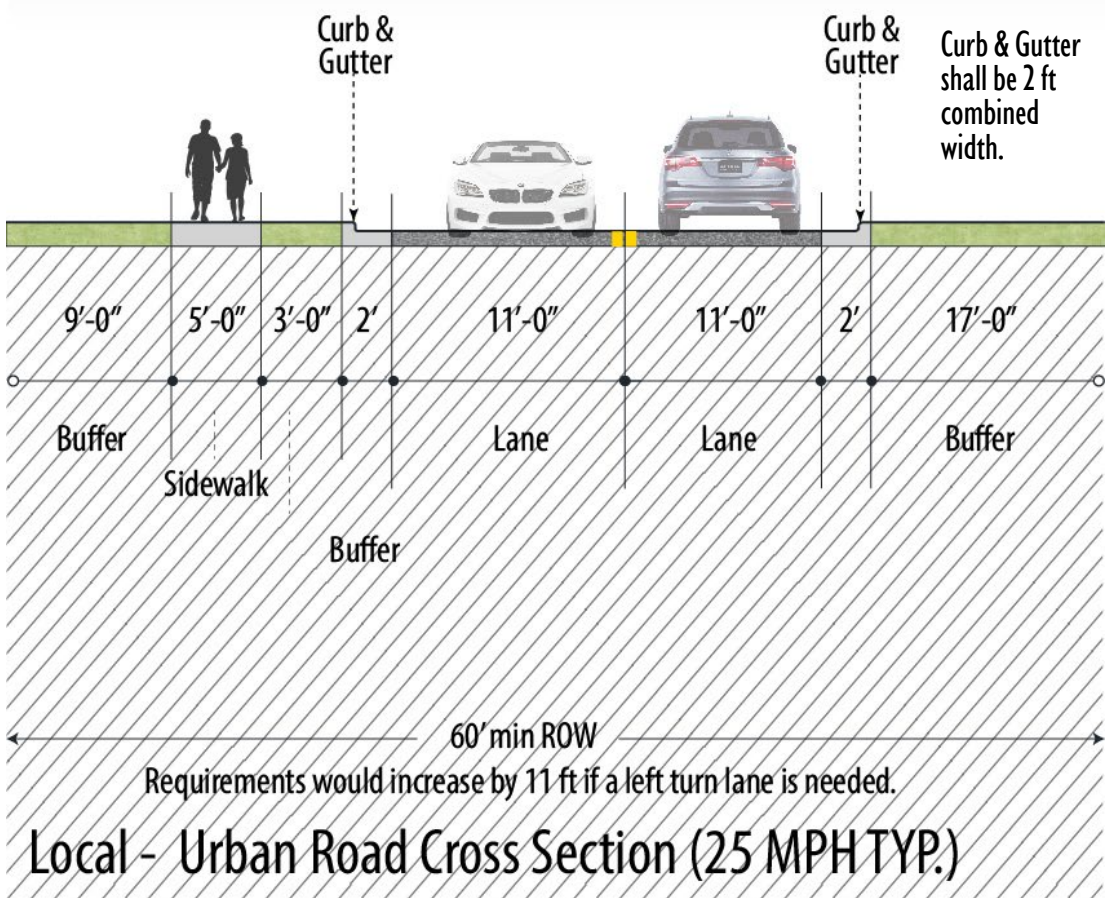 Curb &
Gutter
Curb &
Gutter
Curb & Gutter
shall be 2 ft
combined
width.
9′-0″ 5′-0″ 3′-0″ 2' 11′-0″ 11′-0″ 2' 17′-0″
Buffer Lane Lane Buffer
Sidewalk
Buffer
60′ min ROW
Requirements would increase by 11 ft if a left turn lane is needed.
Local - Urban Road Cross Section (25 MPH TYP.)